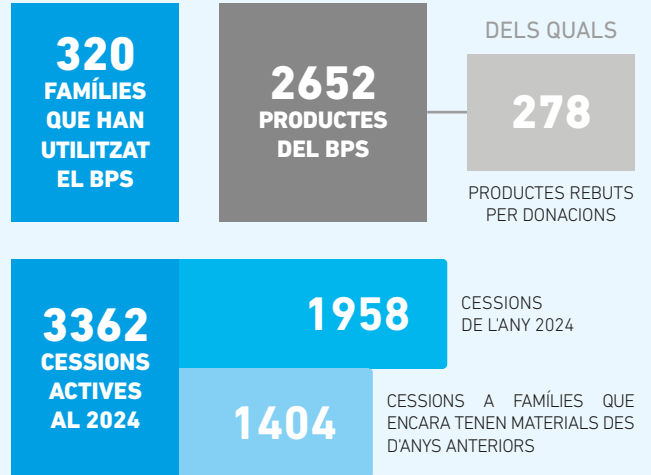 320
FAMÍLIES
QUE HAN
UTILITZAT
EL BPS
2652
PRODUCTES
DEL BPS
DELS QUALS
278
PRODUCTES REBUTS
PER DONACIONS
3362
CESSIONS
ACTIVES
AL 2024
1958
CESSIONS
DE L'ANY 2024
1404
CESSIONS A FAMÍLIES QUE
ENCARA TENEN MATERIALS DES
D'ANYS ANTERIORS